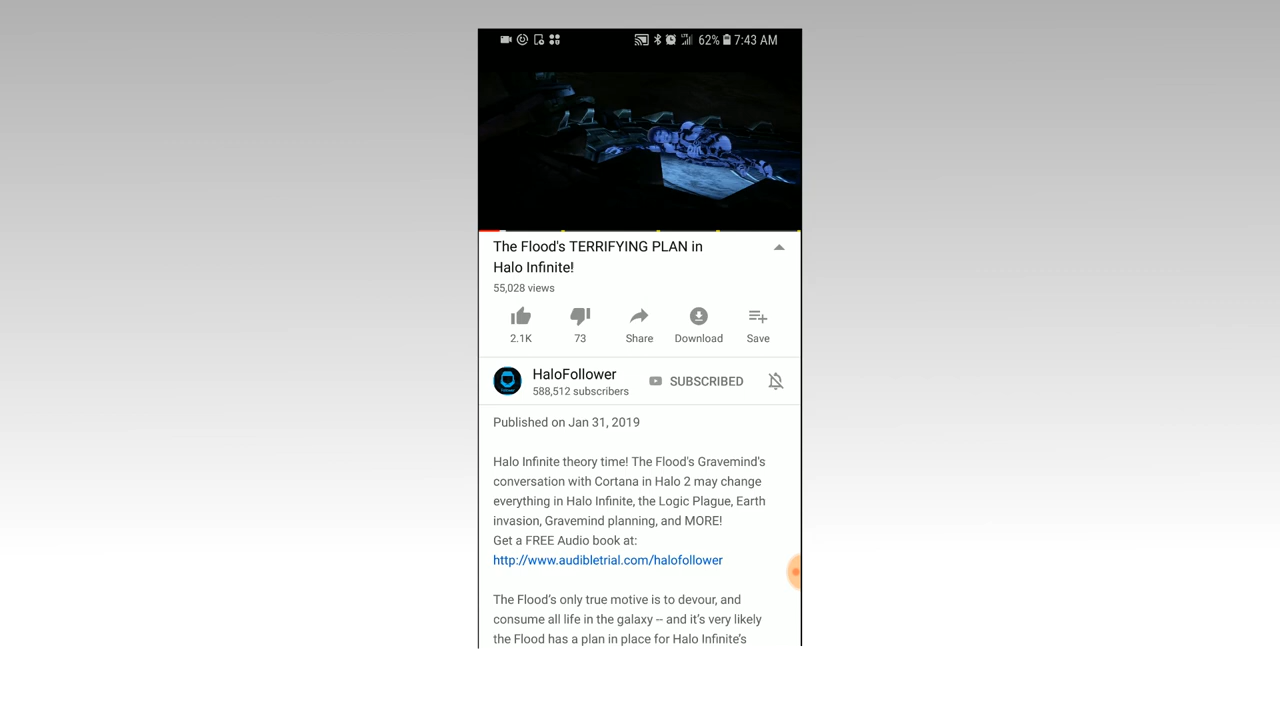 LTE 62% 7:43 AM
The Flood's TERRIFYING PLAN in
Halo Infinite!
55,028 views
2.1K 73 Share Download Save
HaloFollower
588,512 subscribers
SUBSCRIBED
Published on Jan 31, 2019
Halo Infinite theory time! The Flood's Gravemind's
conversation with Cortana in Halo 2 may change
everything in Halo Infinite, the Logic Plague, Earth
invasion, Gravemind planning, and MORE!
Get a FREE Audio book at:
http://www.audibletrial.com/halofollower
The Flood’s only true motive is to devour, and
consume all life in the galaxy -- and it’s very likely
the Flood has a plan in place for Halo Infinite’s